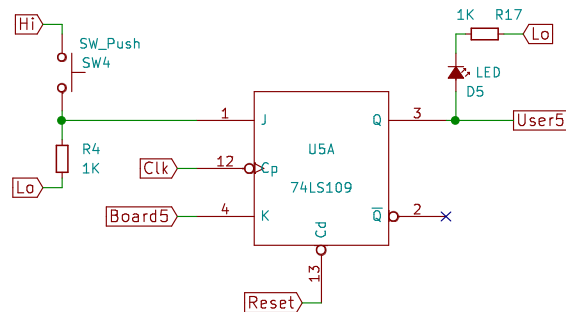 Hi
SW_Push
SW4
R4
1K
Lo
1K R17
Lo
LED
D5
1 J
Q 3
User5
U5A
Clk
12 Cp
74LS109
Board5
4 K
Q 2
Cd
13
Reset